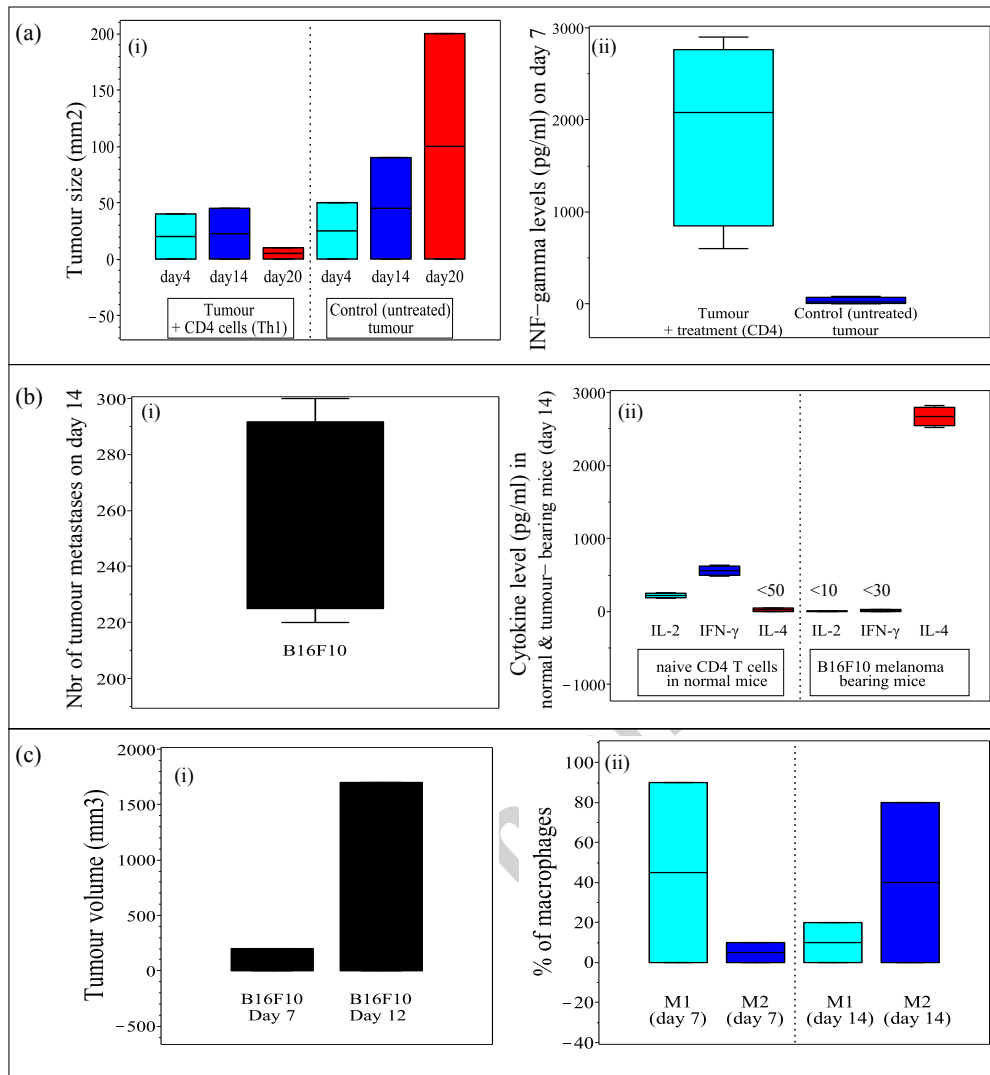 (a)
(i)
Tumour size (mm2)
200
150
100
50
0
−50
day4 day14 day20 day4 day14 day20
Tumour
+ CD4 cells (Th1)
Control (untreated)
tumour
ii)
INF−gamma levels (pg/ml) on day 7
3000
2000
1000
0
Tumour
+ treatment (CD4)
Control (untreated)
tumour
(b)
(i)
Nbr of tumour metastases on day 14
300
280
260
240
220
200
B16F10
(ii)
Cytokine level (pg/ml) in
normal & tumour− bearing mice (day 14)
3000
2000
1000
0
−1000
<50 <10 <30
IL-2 IFN-γ IL-4 IL-2 IFN-γ IL-4
naive CD4 T cells
in normal mice
B16F10 melanoma
bearing mice
(c)
(i)
Tumour volume (mm3)
2000
1500
1000
500
0
−500
B16F10
Day 7
B16F10
Day 12
(ii)
% of macrophages
100
80
60
40
20
0
−20
−40
M1
(day 7)
M2
(day 7)
M1
(day 14)
M2
(day 14)